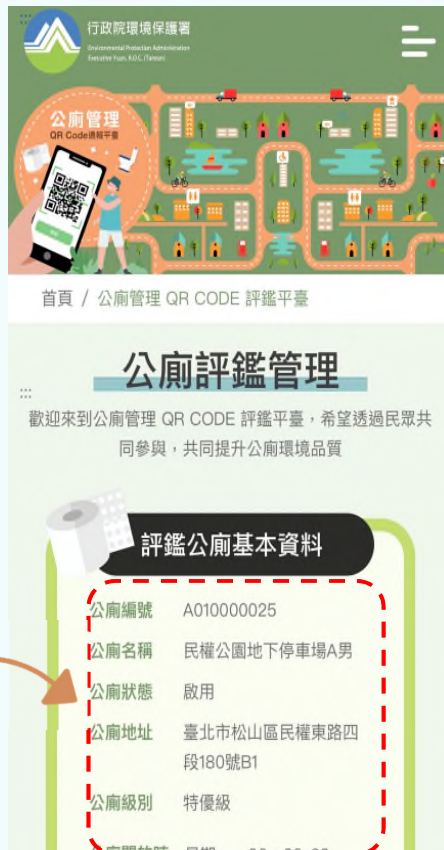 行政院環境保護署
Environmental Protection Administration
Executive Yuan, R.O.C. (Taiwan)
公廁管理
QR Code通報平臺
首頁 / 公廁管理 QR CODE 評鑑平臺
公廁評鑑管理
歡迎來到公廁管理 QR CODE 評鑑平臺，希望透過民眾共
同參與，共同提升公廁環境品質
評鑑公廁基本資料
公廁編號 A010000025
公廁名稱 民權公園地下停車場A男
公廁狀態 啟用
公廁地址 臺北市松山區民權東路四
段180號B1
公廁級別 特優級